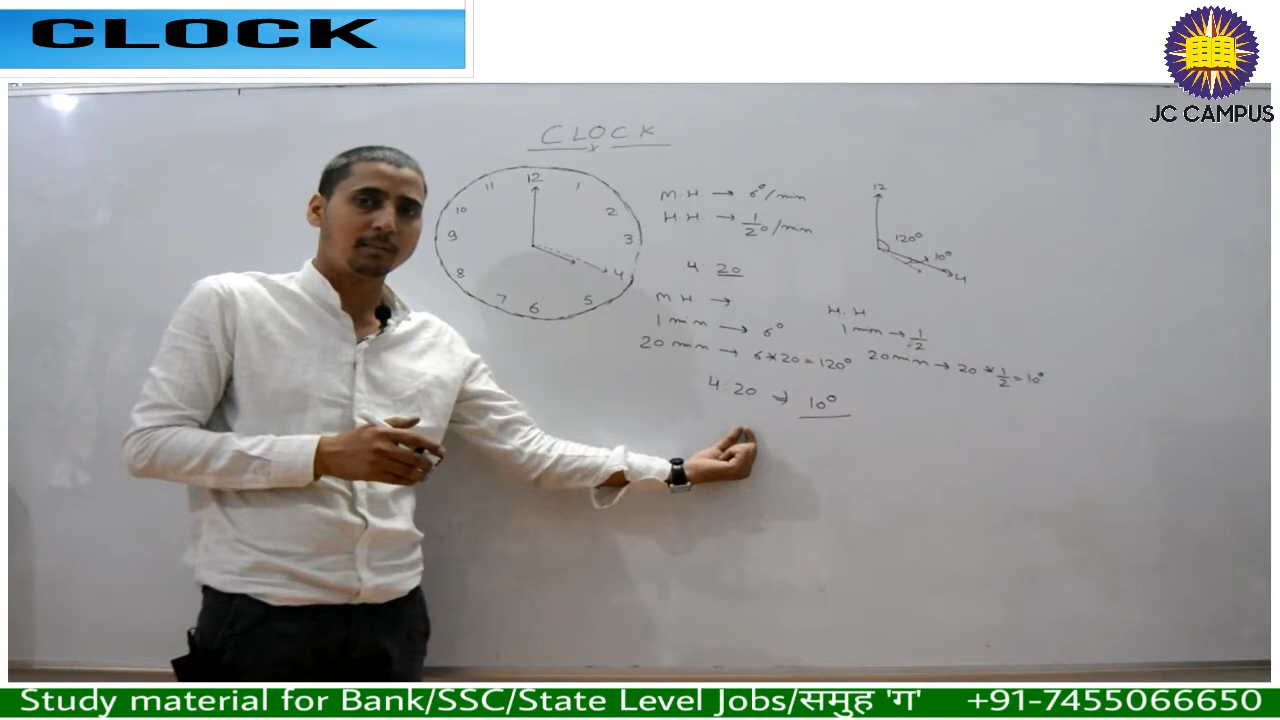 CLOCK
JC CAMPUS
CLOCK
12
11
1
10
2
9
3
8
4
7
5
6
M.H. → 6°/min
H.H → 1/2°/min
4:20
M.H →
1 min → 6°
20 min → 6*20=120°
H.H
1 min → 1/2
20 min → 20*1/2=10°
4:20 → 10°
12
120°
10°
4
Study material for Bank/SSC/State Level Jobs/समुह 'ग' +91-7455066650